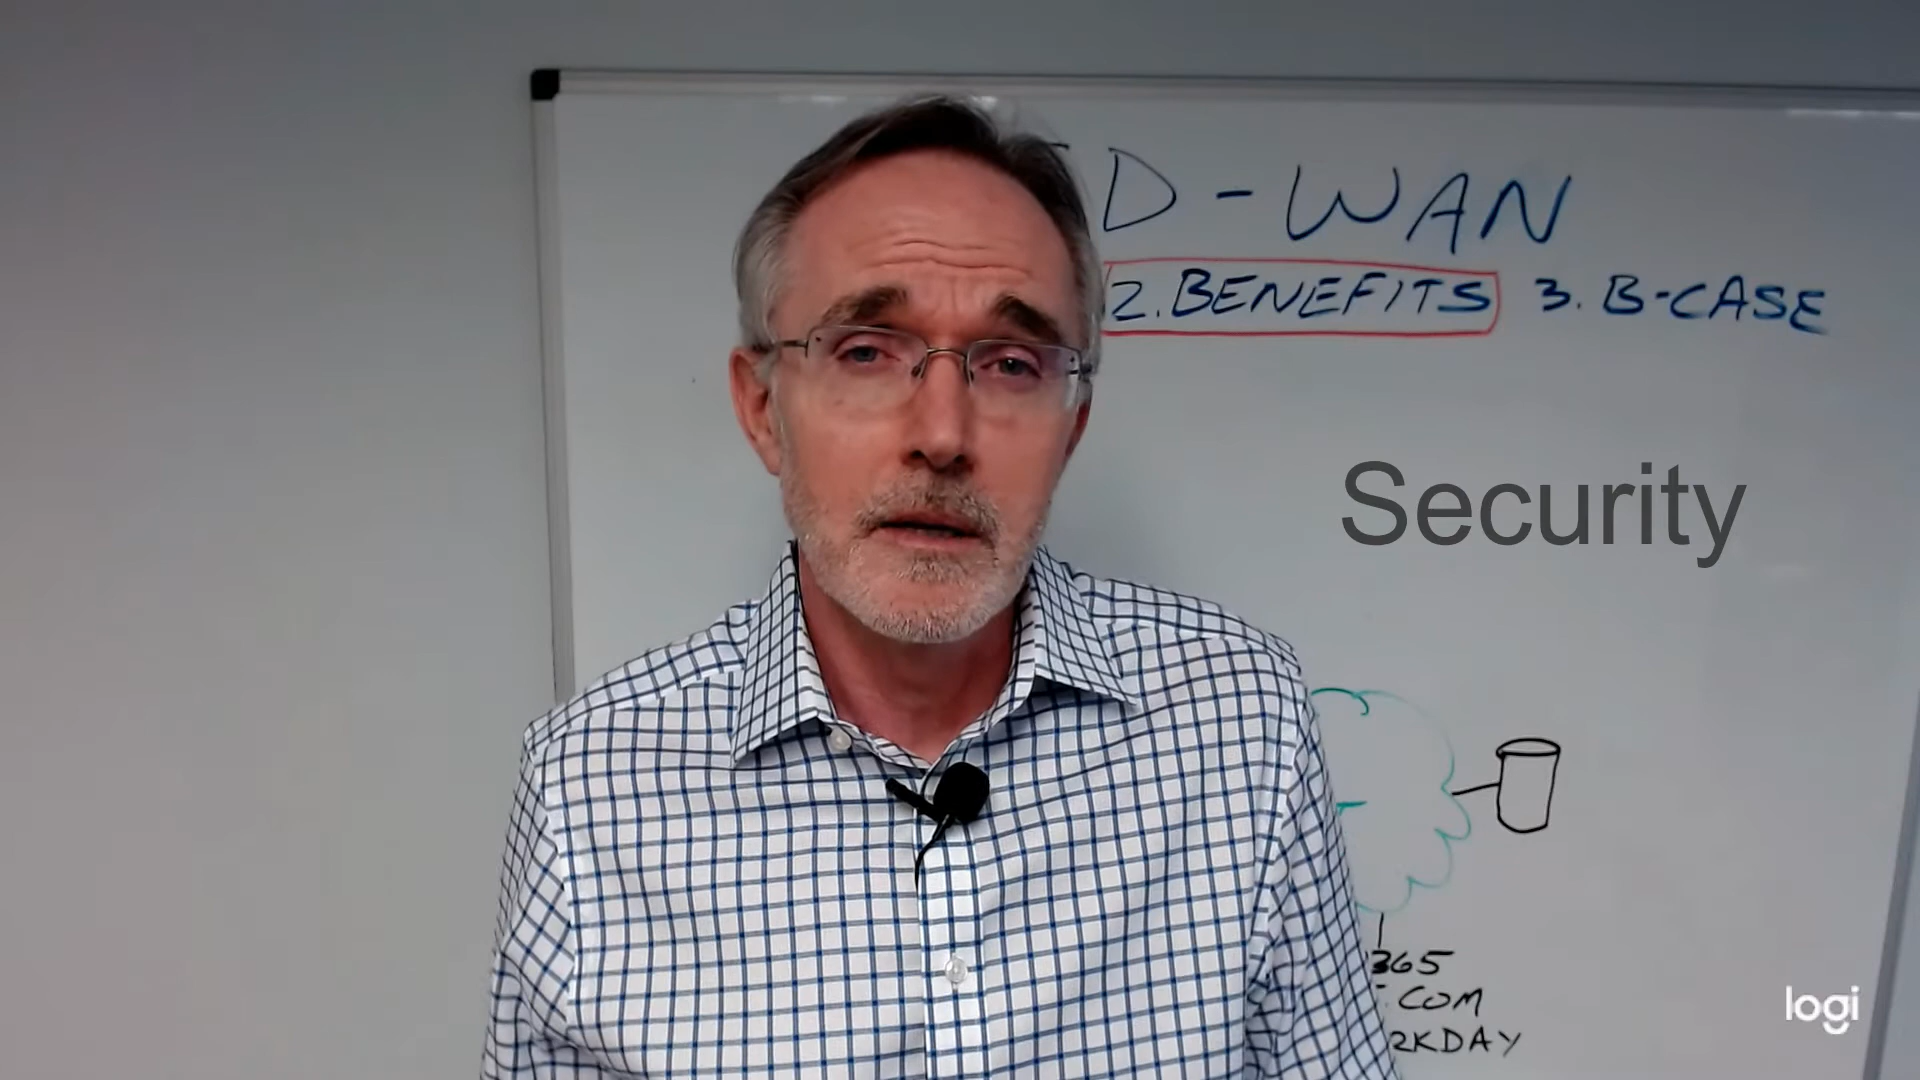 D-WAN
2. BENEFITS 3. B-CASE
Security
365
.COM
RKDAY
logi